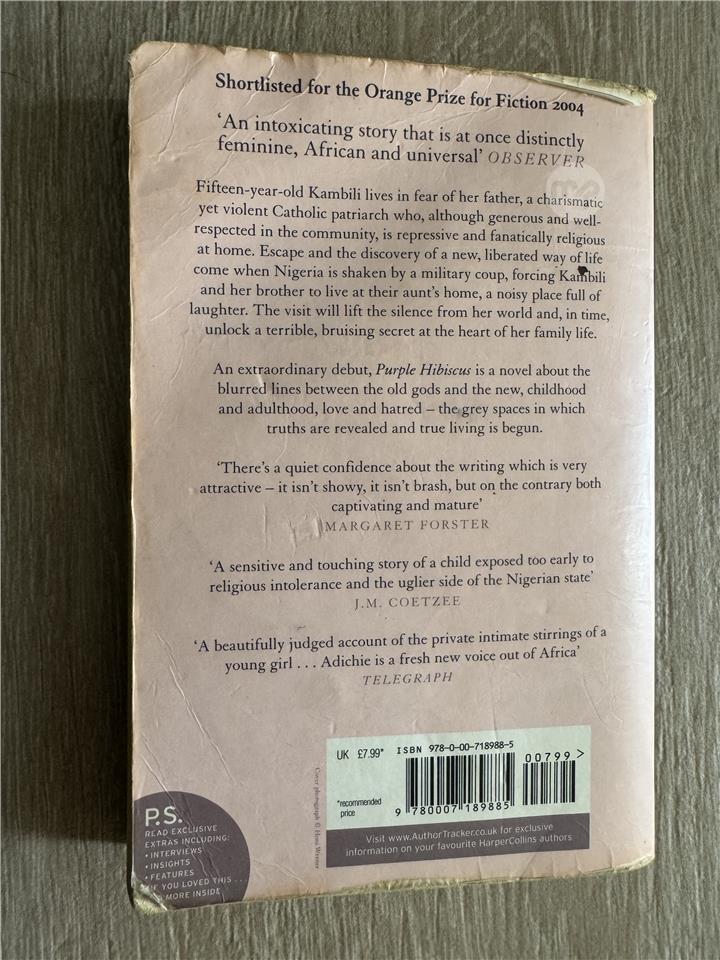 Shortlisted for the Orange Prize for Fiction 2004
‘An intoxicating story that is at once distinctly
feminine, African and universal’ OBSERVER
Fifteen-year-old Kambili lives in fear of her father, a charismatic
yet violent Catholic patriarch who, although generous and well-
respected in the community, is repressive and fanatically religious
at home. Escape and the discovery of a new, liberated way of life
come when Nigeria is shaken by a military coup, forcing Kambili
and her brother to live at their aunt’s home, a noisy place full of
laughter. The visit will lift the silence from her world and, in time,
unlock a terrible, bruising secret at the heart of her family life.
An extraordinary debut, Purple Hibiscus is a novel about the
blurred lines between the old gods and the new, childhood
and adulthood, love and hatred – the grey spaces in which
truths are revealed and true living is begun.
‘There’s a quiet confidence about the writing which is very
attractive – it isn’t showy, it isn’t brash, but on the contrary both
captivating and mature’
MARGARET FORSTER
‘A sensitive and touching story of a child exposed too early to
religious intolerance and the uglier side of the Nigerian state’
J.M. COETZEE
‘A beautifully judged account of the private intimate stirrings of a
young girl . . . Adichie is a fresh new voice out of Africa’
TELEGRAPH
UK £7.99*
*recommended
price
ISBN 978-0-00-718988-5
00799 >
9 780007 189885
Visit www.AuthorTracker.co.uk for exclusive
information on your favourite HarperCollins authors
Cover photograph ©
P.S.
READ EXCLUSIVE
EXTRAS INCLUDING:
• INTERVIEWS
• INSIGHTS
• FEATURES
IF YOU LOVED THIS . . .
MORE INSIDE